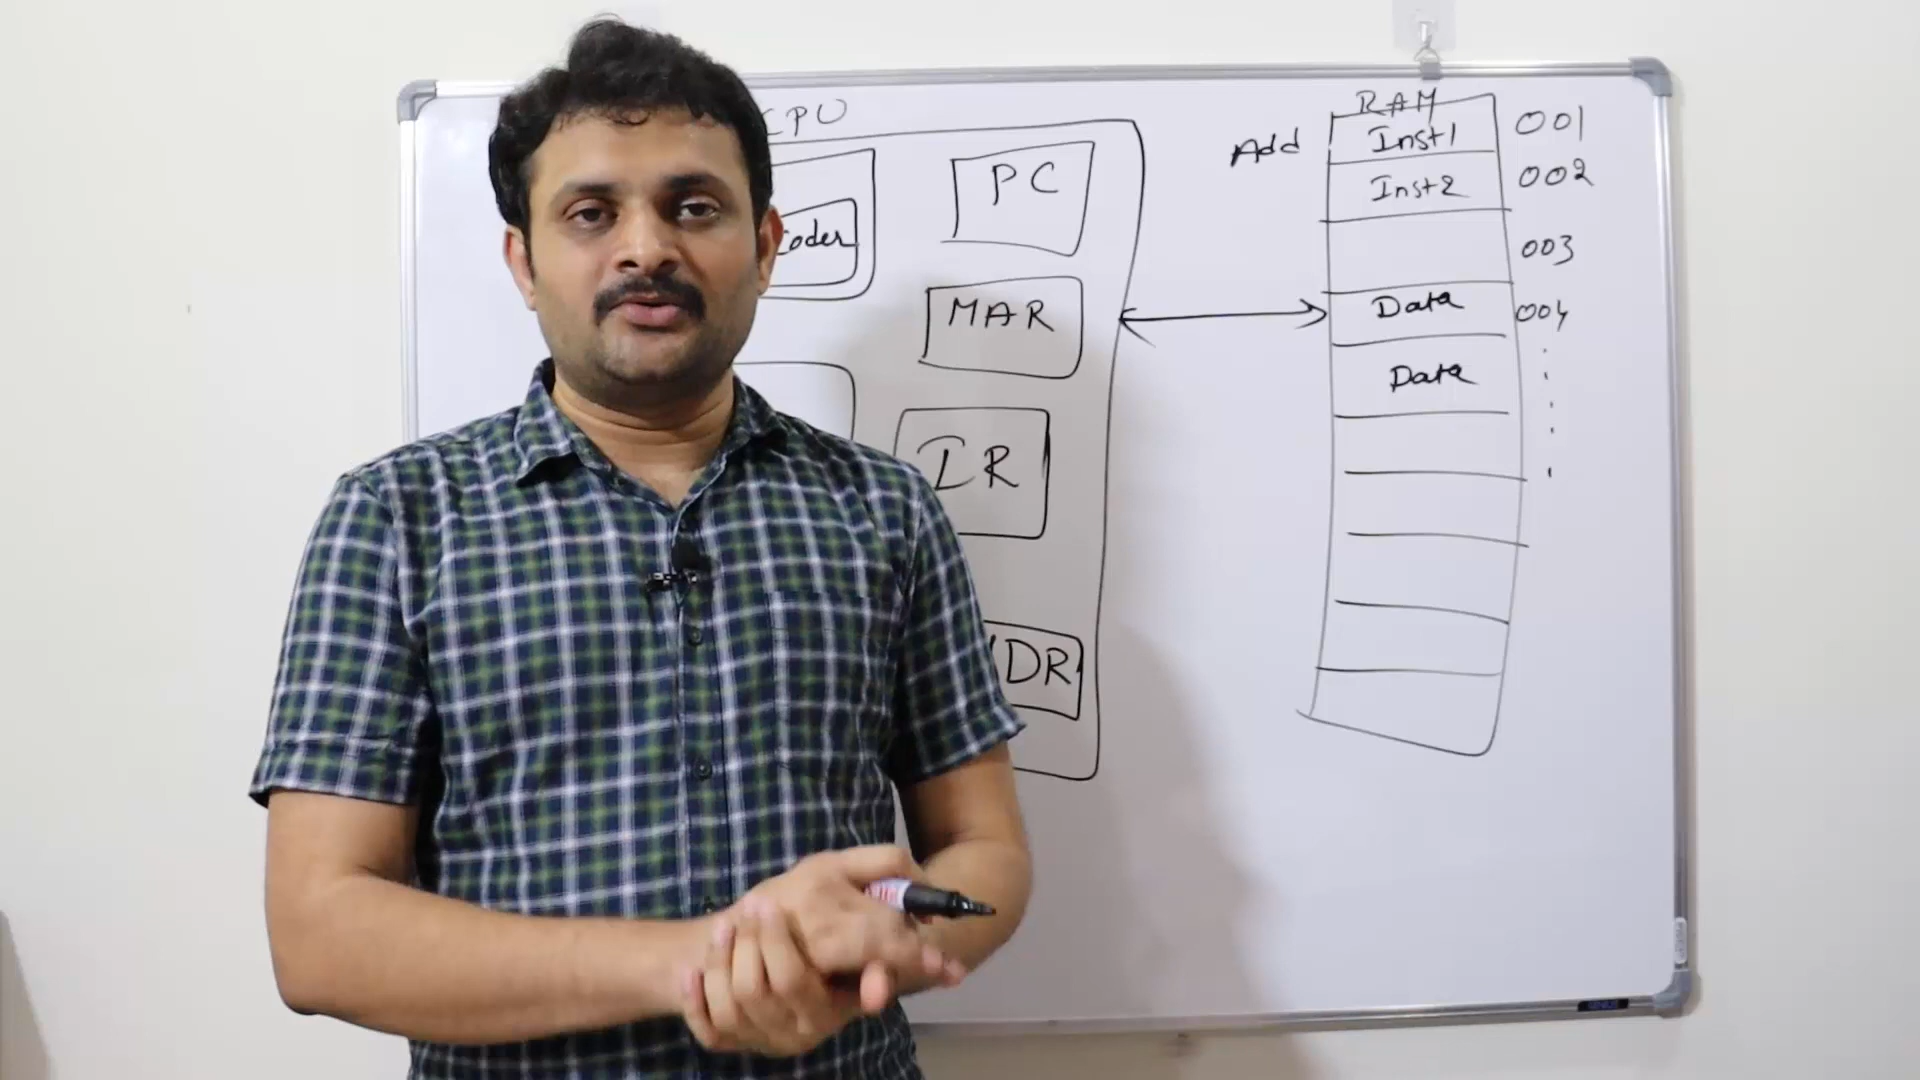 CPU
coder
PC
MAR
IR
DR
Add
RAM
Inst1
001
Inst2
002
003
Data
004
Data